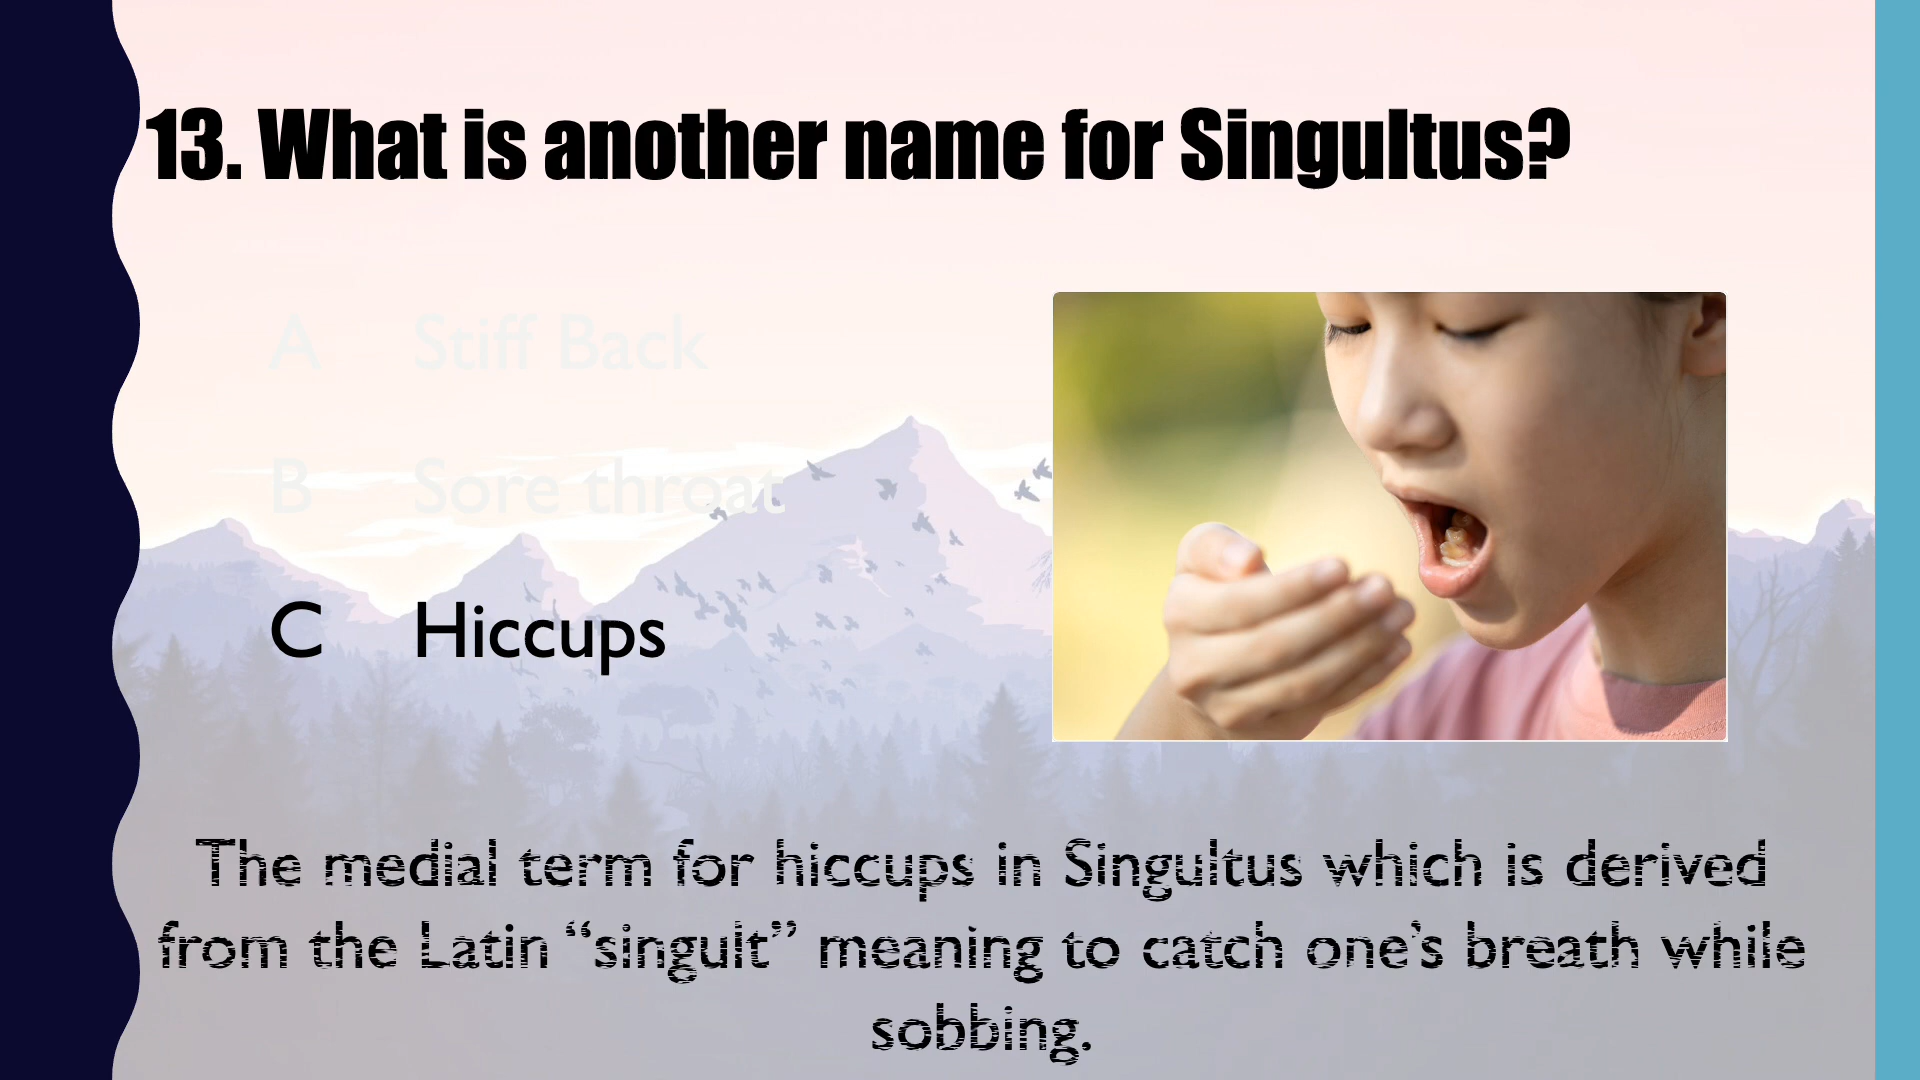 13. What is another name for Singultus?
A Stiff Back
B Sore throat
C Hiccups
The medial term for hiccups in Singultus which is derived
from the Latin “singult” meaning to catch one’s breath while
sobbing.